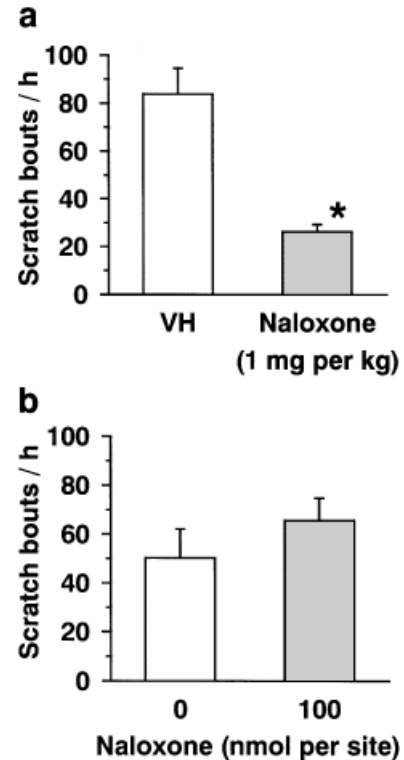 a
Scratch bouts / h
100
80
60
40
20
0
*
VH
Naloxone
(1 mg per kg)
b
Scratch bouts / h
100
80
60
40
20
0
0
100
Naloxone (nmol per site)